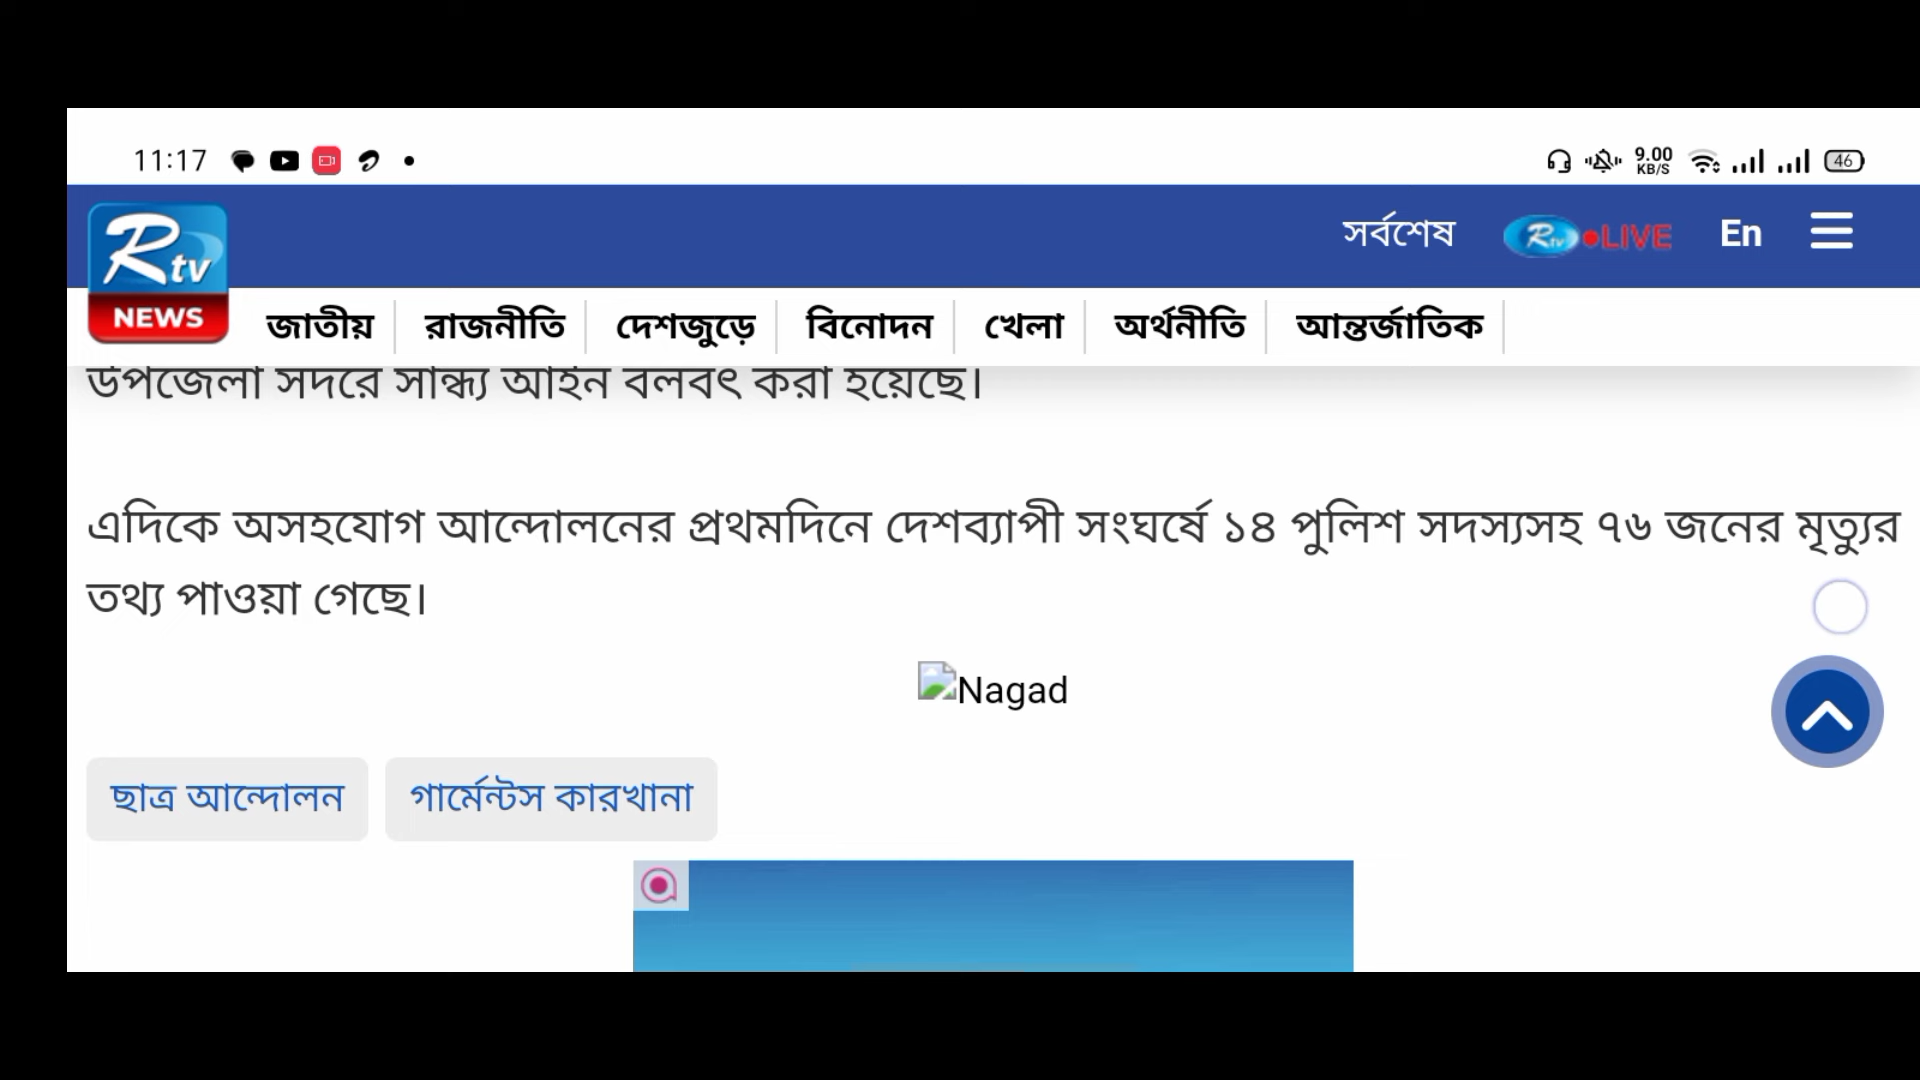 11:17
9.00
KB/S
46
Rtv
NEWS
সর্বশেষ
Rtv LIVE
En
জাতীয়
রাজনীতি
দেশজুড়ে
বিনোদন
খেলা
অর্থনীতি
আন্তর্জাতিক
উপজেলা সদরে সান্ধ্য আইন বলবৎ করা হয়েছে।
এদিকে অসহযোগ আন্দোলনের প্রথমদিনে দেশব্যাপী সংঘর্ষে ১৪ পুলিশ সদস্যসহ ৭৬ জনের মৃত্যুর
তথ্য পাওয়া গেছে।
Nagad
ছাত্র আন্দোলন
গার্মেন্টস কারখানা